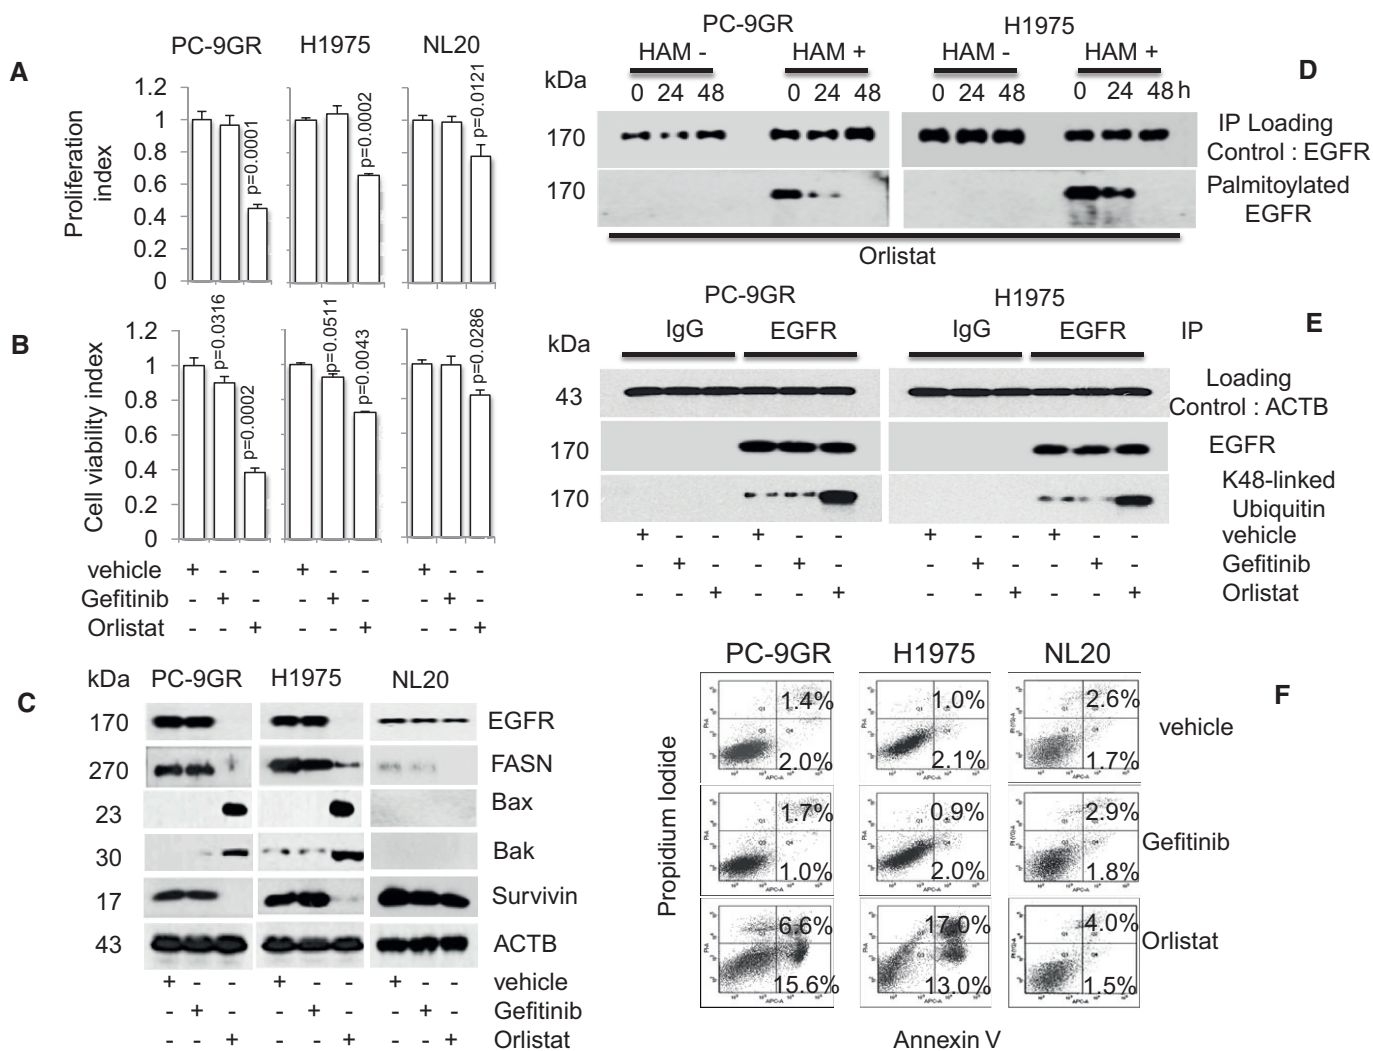 A
PC-9GR H1975 NL20
Proliferation index
1.2
1
0.8
0.6
0.4
0.2
0
p=0.0001
p=0.0002
p=0.0121
B
Cell viability index
1.2
1
0.8
0.6
0.4
0.2
0
p=0.0316
p=0.0002
p=0.0511
p=0.0043
p=0.0286
vehicle + - - + - - + - -
Gefitinib - + - - + - - + -
Orlistat - - + - - + - - +
C
kDa PC-9GR H1975 NL20
170 EGFR
270 FASN
23 Bax
30 Bak
17 Survivin
43 ACTB
+ - - + - - + - - vehicle
- + - - + - - + - Gefitinib
- - + - - + - - + Orlistat
D
PC-9GR H1975
HAM - HAM + HAM - HAM +
kDa 0 24 48 0 24 48 0 24 48 0 24 48 h
170 IP Loading
Control : EGFR
170 Palmitoylated
EGFR
Orlistat
E
PC-9GR H1975
IgG EGFR IgG EGFR IP
kDa
43 Loading
Control : ACTB
170 EGFR
170 K48-linked
Ubiquitin
+ - - + - - + - - + - - vehicle
- + - - + - - + - - + - Gefitinib
- - + - - + - - + - - + Orlistat
F
PC-9GR H1975 NL20
Propidium Iodide
1.4% 1.0% 2.6%
vehicle
2.0% 2.1% 1.7%
1.7% 0.9% 2.9%
Gefitinib
1.0% 2.0% 1.8%
6.6% 17.0% 4.0%
Orlistat
15.6% 13.0% 1.5%
Annexin V